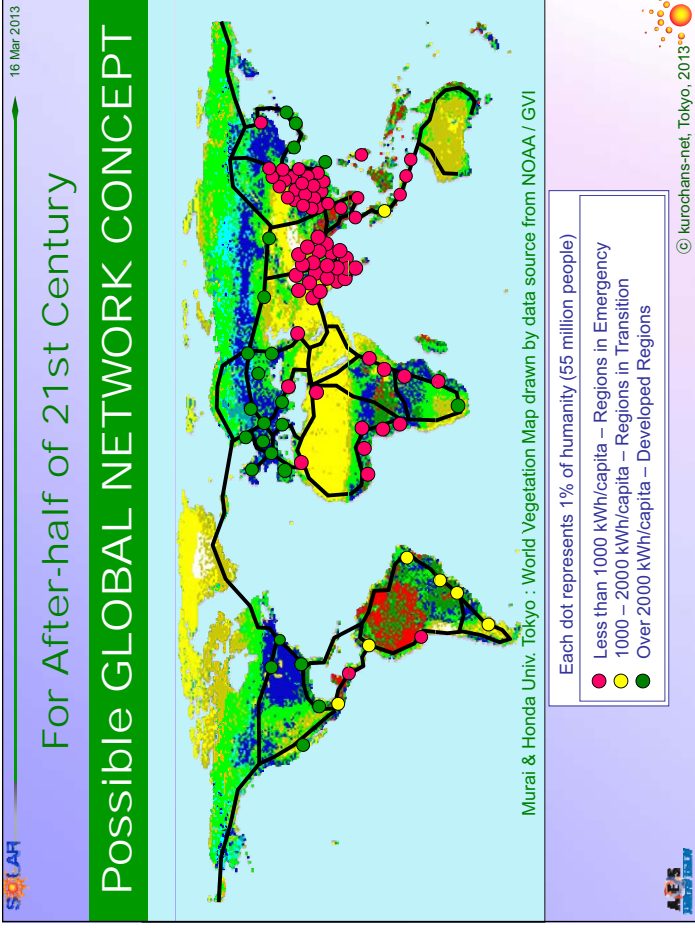 SOLAR
16 Mar 2013
For After-half of 21st Century
Possible GLOBAL NETWORK CONCEPT
Murai & Honda Univ. Tokyo : World Vegetation Map drawn by data source from NOAA / GVI
Each dot represents 1% of humanity (55 million people)
Less than 1000 kWh/capita – Regions in Emergency
1000 – 2000 kWh/capita – Regions in Transition
Over 2000 kWh/capita – Developed Regions
© kurochans-net, Tokyo, 2013